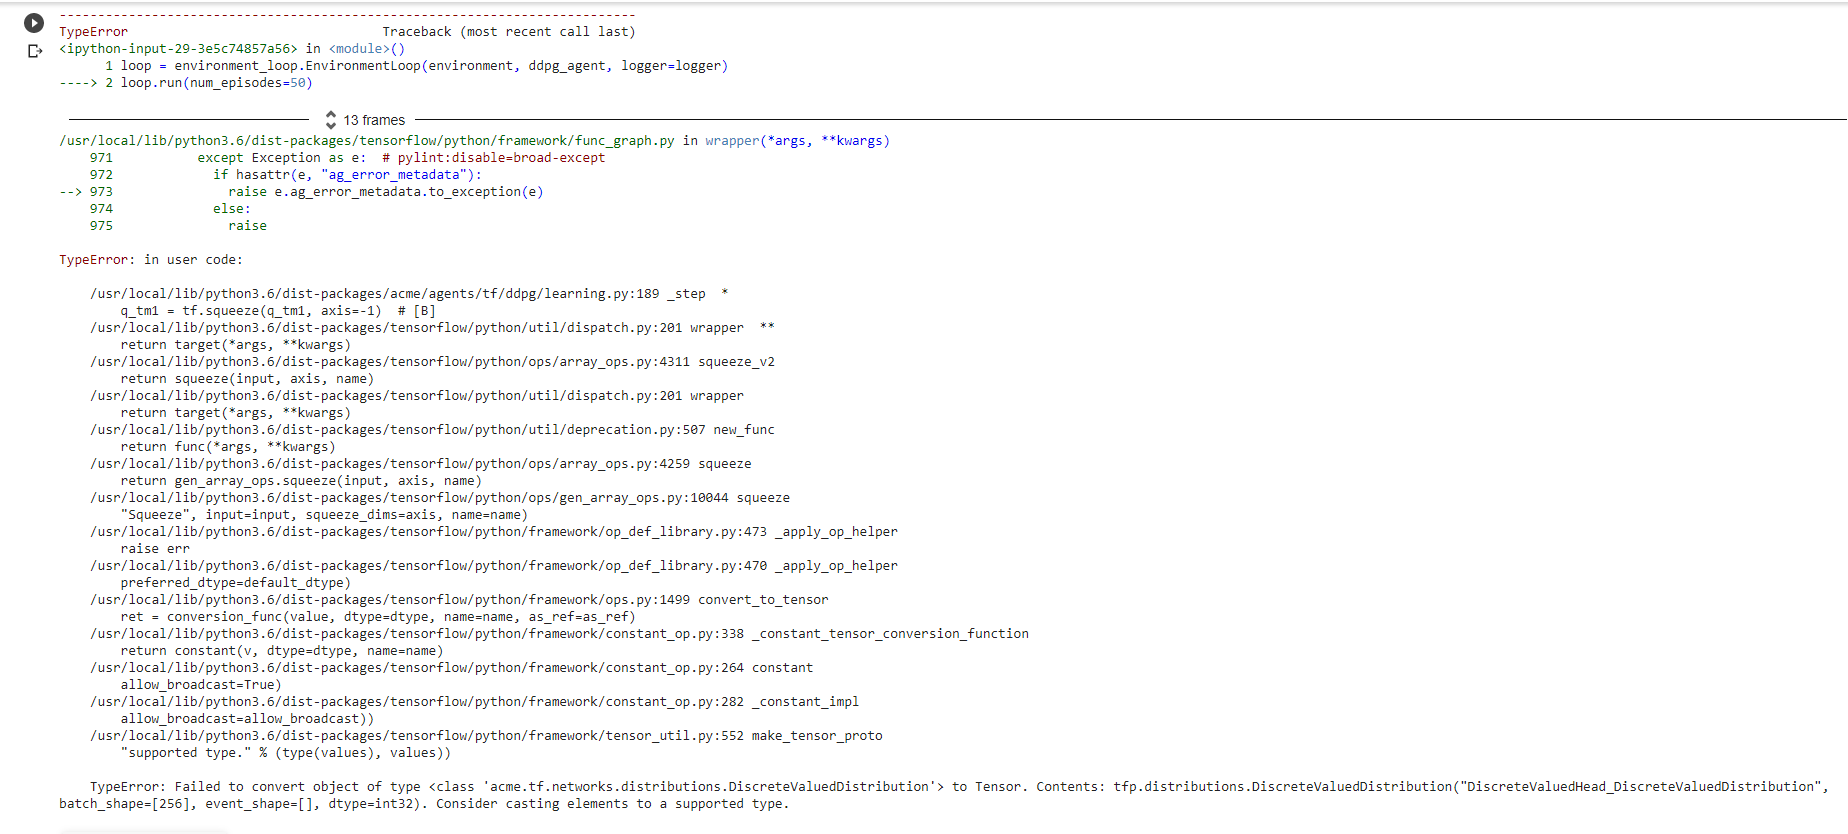 ---------------------------------------------------------------------------
TypeError                                 Traceback (most recent call last)
<ipython-input-29-3e5c74857a56> in <module>()
      1 loop = environment_loop.EnvironmentLoop(environment, ddpg_agent, logger=logger)
----> 2 loop.run(num_episodes=50)
13 frames
/usr/local/lib/python3.6/dist-packages/tensorflow/python/framework/func_graph.py in wrapper(*args, **kwargs)
    971           except Exception as e:  # pylint:disable=broad-except
    972             if hasattr(e, "ag_error_metadata"):
--> 973               raise e.ag_error_metadata.to_exception(e)
    974             else:
    975               raise
TypeError: in user code:
    /usr/local/lib/python3.6/dist-packages/acme/agents/tf/ddpg/learning.py:189 _step  *
        q_tm1 = tf.squeeze(q_tm1, axis=-1)  # [B]
    /usr/local/lib/python3.6/dist-packages/tensorflow/python/util/dispatch.py:201 wrapper  **
        return target(*args, **kwargs)
    /usr/local/lib/python3.6/dist-packages/tensorflow/python/ops/array_ops.py:4311 squeeze_v2
        return squeeze(input, axis, name)
    /usr/local/lib/python3.6/dist-packages/tensorflow/python/util/dispatch.py:201 wrapper
        return target(*args, **kwargs)
    /usr/local/lib/python3.6/dist-packages/tensorflow/python/util/deprecation.py:507 new_func
        return func(*args, **kwargs)
    /usr/local/lib/python3.6/dist-packages/tensorflow/python/ops/array_ops.py:4259 squeeze
        return gen_array_ops.squeeze(input, axis, name)
    /usr/local/lib/python3.6/dist-packages/tensorflow/python/ops/gen_array_ops.py:10044 squeeze
        "Squeeze", input=input, squeeze_dims=axis, name=name)
    /usr/local/lib/python3.6/dist-packages/tensorflow/python/framework/op_def_library.py:473 _apply_op_helper
        raise err
    /usr/local/lib/python3.6/dist-packages/tensorflow/python/framework/op_def_library.py:470 _apply_op_helper
        preferred_dtype=default_dtype)
    /usr/local/lib/python3.6/dist-packages/tensorflow/python/framework/ops.py:1499 convert_to_tensor
        ret = conversion_func(value, dtype=dtype, name=name, as_ref=as_ref)
    /usr/local/lib/python3.6/dist-packages/tensorflow/python/framework/constant_op.py:338 _constant_tensor_conversion_function
        return constant(v, dtype=dtype, name=name)
    /usr/local/lib/python3.6/dist-packages/tensorflow/python/framework/constant_op.py:264 constant
        allow_broadcast=True)
    /usr/local/lib/python3.6/dist-packages/tensorflow/python/framework/constant_op.py:282 _constant_impl
        allow_broadcast=allow_broadcast))
    /usr/local/lib/python3.6/dist-packages/tensorflow/python/framework/tensor_util.py:552 make_tensor_proto
        "supported type." % (type(values), values))
    TypeError: Failed to convert object of type <class 'acme.tf.networks.distributions.DiscreteValuedDistribution'> to Tensor. Contents: tfp.distributions.DiscreteValuedDistribution("DiscreteValuedHead_DiscreteValuedDistribution",
batch_shape=[256], event_shape=[], dtype=int32). Consider casting elements to a supported type.